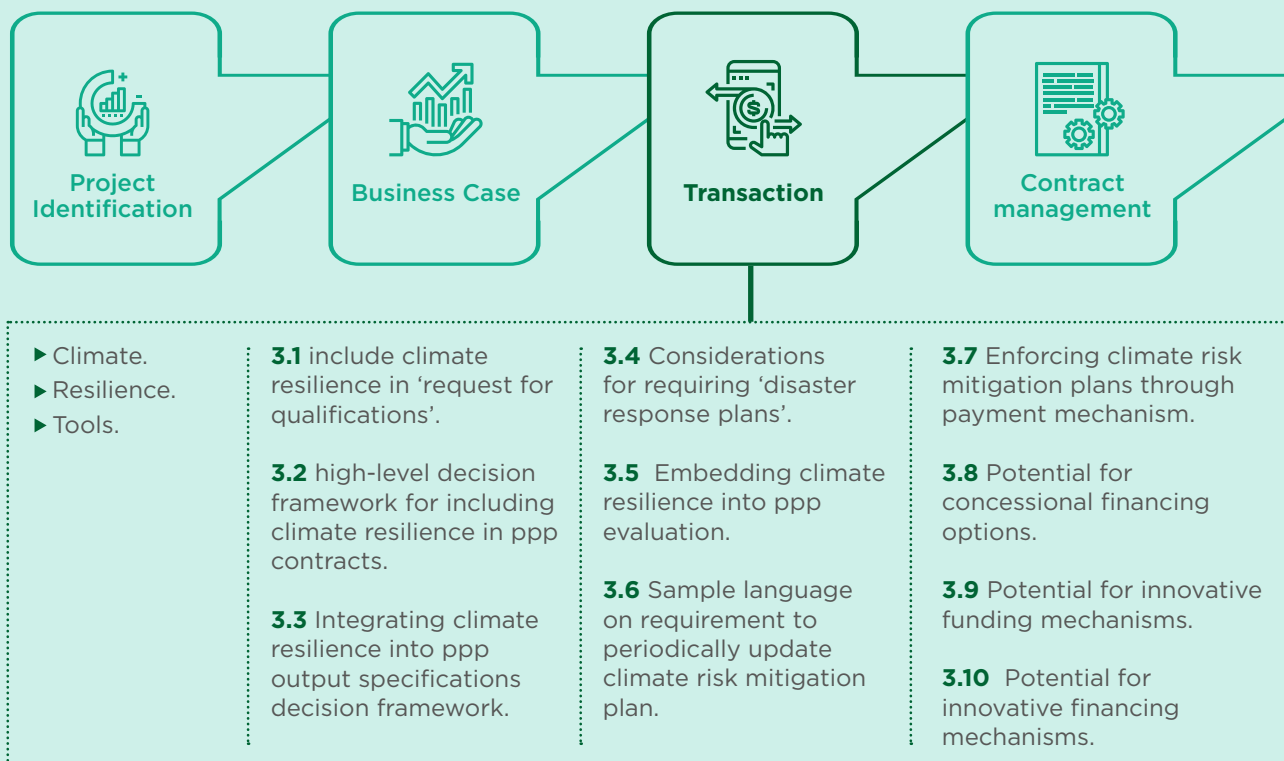 Project
Identification
Business Case
Transaction
Contract
management
▶ Climate.
▶ Resilience.
▶ Tools.
3.1 include climate
resilience in ‘request for
qualifications’.
3.2 high-level decision
framework for including
climate resilience in ppp
contracts.
3.3 Integrating climate
resilience into ppp
output specifications
decision framework.
3.4 Considerations
for requiring ‘disaster
response plans’.
3.5 Embedding climate
resilience into ppp
evaluation.
3.6 Sample language
on requirement to
periodically update
climate risk mitigation
plan.
3.7 Enforcing climate risk
mitigation plans through
payment mechanism.
3.8 Potential for
concessional financing
options.
3.9 Potential for innovative
funding mechanisms.
3.10 Potential for
innovative financing
mechanisms.